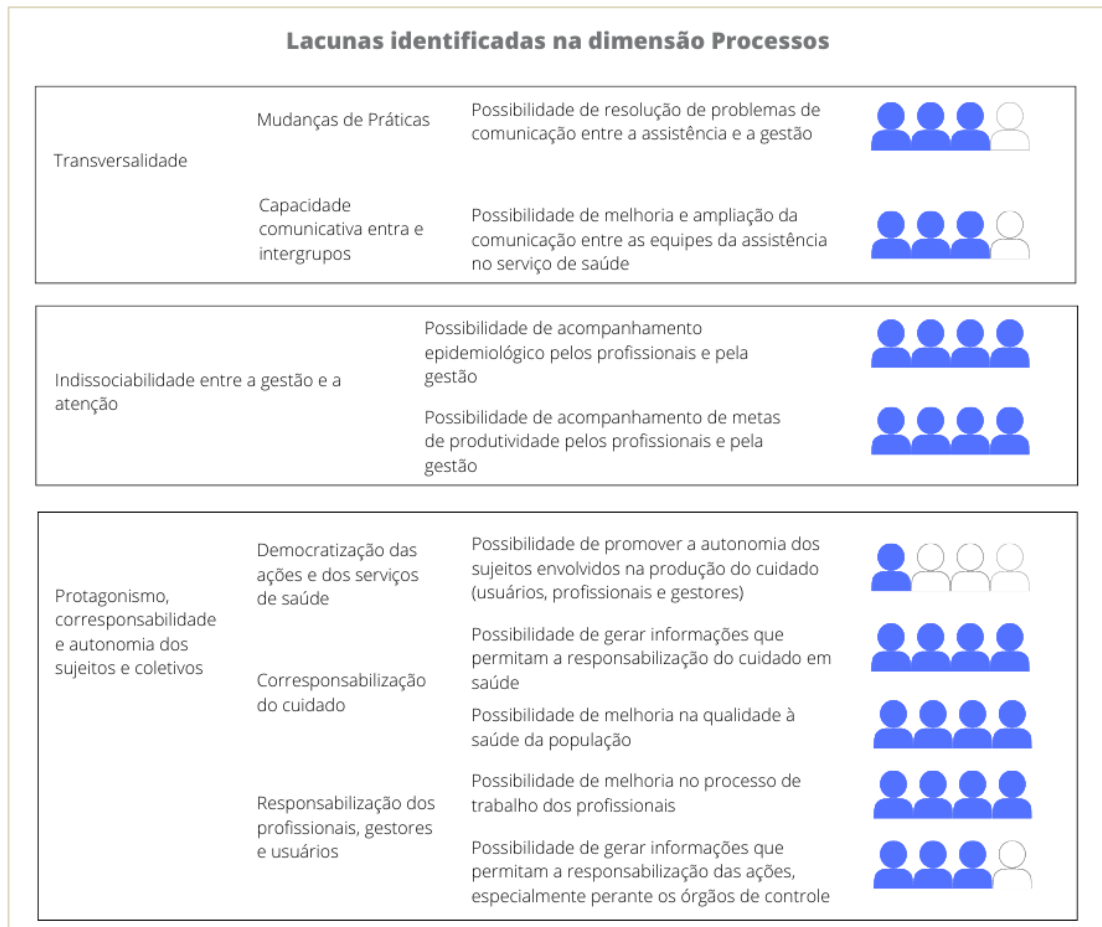 Lacunas identificadas na dimensão Processos
Transversalidade
Mudanças de Práticas
Possibilidade de resolução de problemas de
comunicação entre a assistência e a gestão
Capacidade
comunicativa entra e
intergrupos
Possibilidade de melhoria e ampliação da
comunicação entre as equipes da assistência
no serviço de saúde
Indissociabilidade entre a gestão e a
atenção
Possibilidade de acompanhamento
epidemiológico pelos profissionais e pela
gestão
Possibilidade de acompanhamento de metas
de produtividade pelos profissionais e pela
gestão
Protagonismo,
corresponsabilidade
e autonomia dos
sujeitos e coletivos
Democratização das
ações e dos serviços
de saúde
Possibilidade de promover a autonomia dos
sujeitos envolvidos na produção do cuidado
(usuários, profissionais e gestores)
Corresponsabilização
do cuidado
Possibilidade de gerar informações que
permitam a responsabilização do cuidado em
saúde
Possibilidade de melhoria na qualidade à
saúde da população
Responsabilização dos
profissionais, gestores
e usuários
Possibilidade de melhoria no processo de
trabalho dos profissionais
Possibilidade de gerar informações que
permitam a responsabilização das ações,
especialmente perante os órgãos de controle